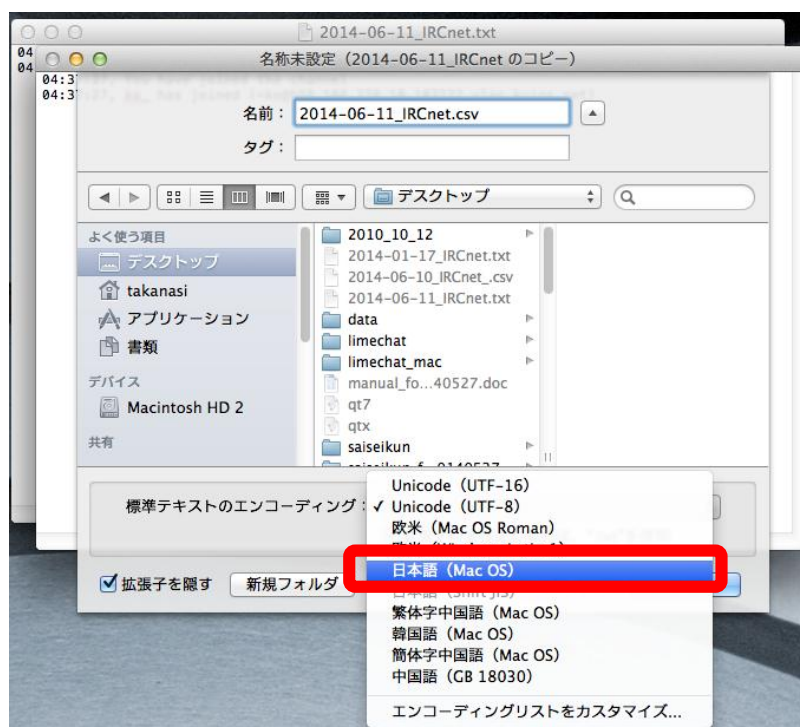 2014-06-11_IRCnet.txt
04
名称未設定（2014-06-11_IRCnet のコピー）
04
04:3
04:3
名前：
2014-06-11_IRCnet.csv
タグ：
デスクトップ
よく使う項目
デスクトップ
takanasi
アプリケーション
書類
デバイス
Macintosh HD 2
共有
2010_10_12
2014-01-17_IRCnet.txt
2014-06-10_IRCnet_.csv
2014-06-11_IRCnet.txt
data
limechat
limechat_mac
manual_fo...40527.doc
qt7
qtx
saiseikun
標準テキストのエンコーディング：
Unicode（UTF-16）
✓ Unicode（UTF-8）
欧米（Mac OS Roman）
日本語（Mac OS）
日本語（Shift JIS）
繁体字中国語（Mac OS）
韓国語（Mac OS）
簡体字中国語（Mac OS）
中国語（GB 18030）
エンコーディングリストをカスタマイズ...
拡張子を隠す
新規フォルダ